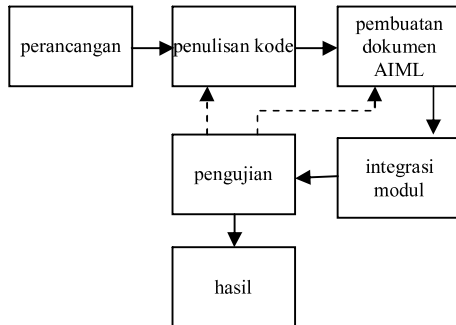 perancangan
penulisan kode
pembuatan
dokumen
AIML
pengujian
integrasi
modul
hasil